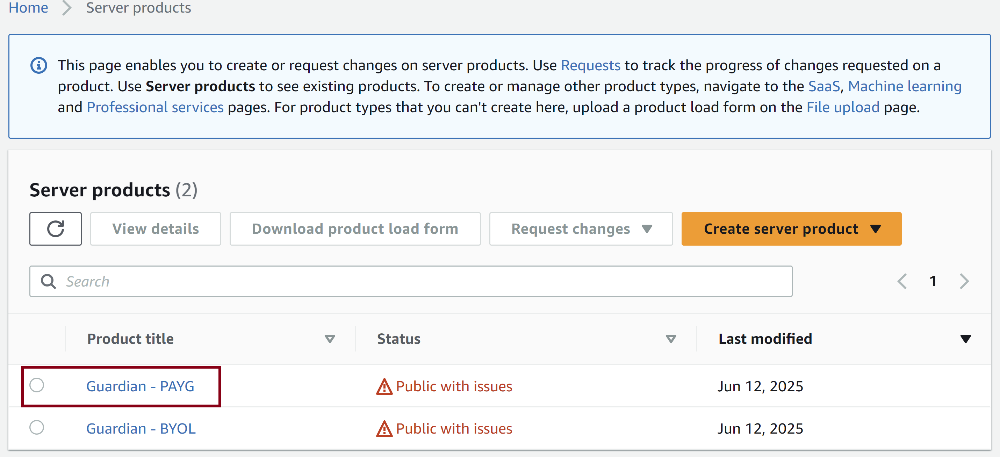 Home > Server products
This page enables you to create or request changes on server products. Use Requests to track the progress of changes requested on a
product. Use Server products to see existing products. To create or manage other product types, navigate to the SaaS, Machine learning
and Professional services pages. For product types that you can't create here, upload a product load form on the File upload page.
Server products (2)
View details Download product load form Request changes Create server product
Search 1
Product title Status Last modified
Guardian - PAYG Public with issues Jun 12, 2025
Guardian - BYOL Public with issues Jun 12, 2025